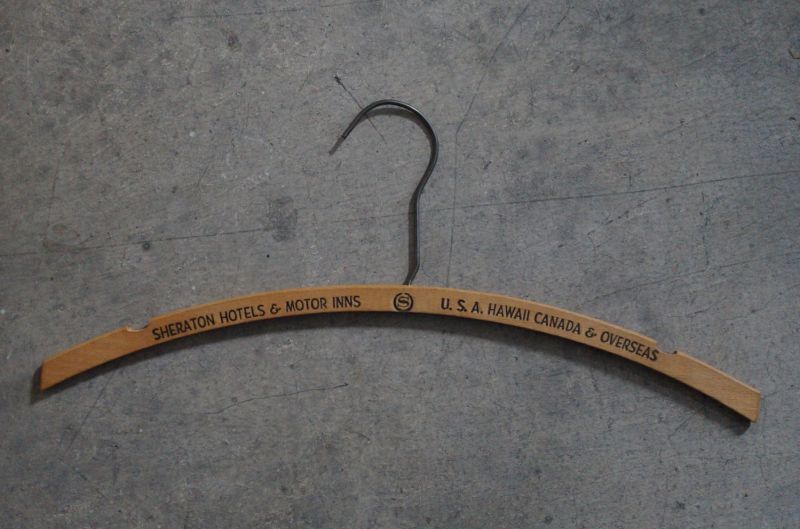 SHERATON HOTELS & MOTOR INNS S U. S. A. HAWAII CANADA & OVERSEAS